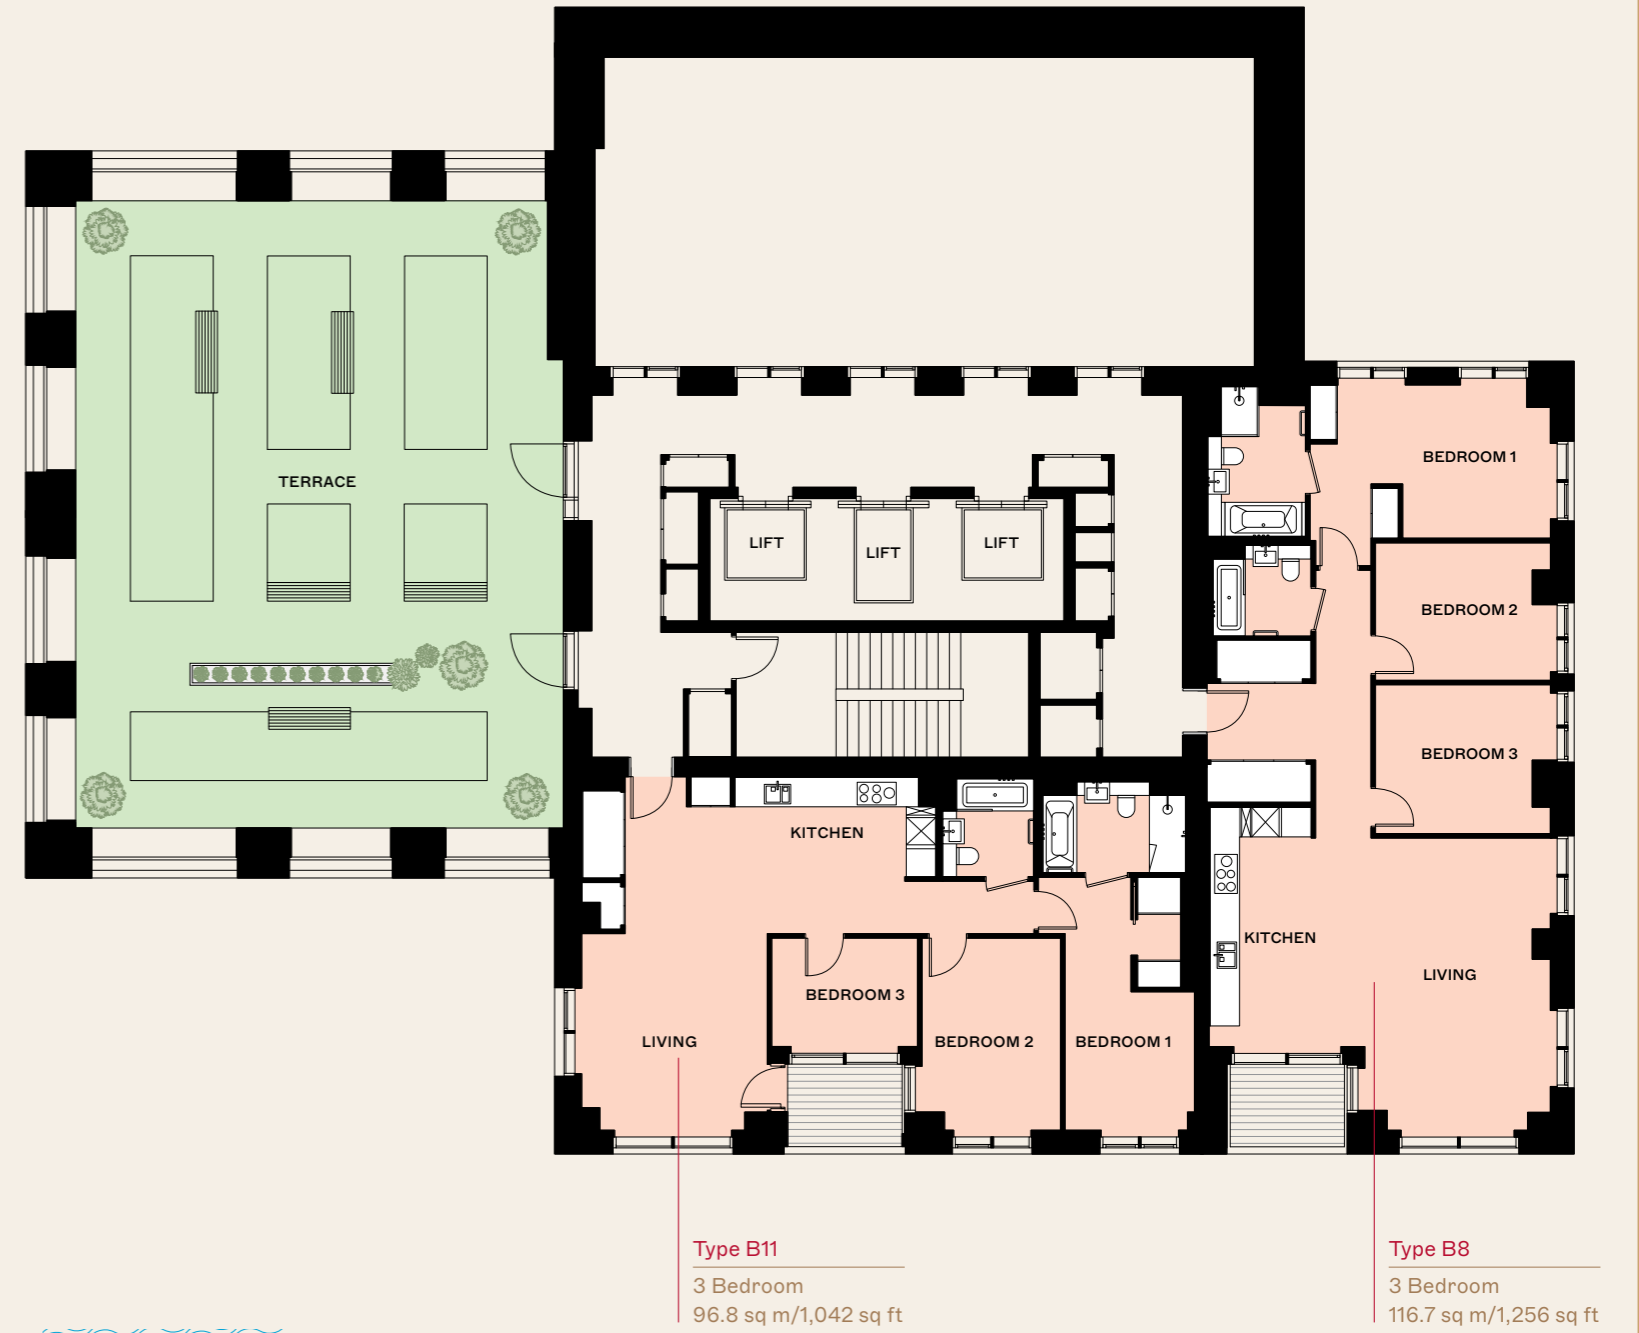 BEDROOM 1
TERRACE
LIFT
LIFT
LIFT
BEDROOM 2
BEDROOM 3
KITCHEN
KITCHEN
LIVING
BEDROOM 3
LIVING
BEDROOM 2
BEDROOM 1
Type B11
3 Bedroom
96.8 sq m/1,042 sq ft
Type B8
3 Bedroom
116.7 sq m/1,256 sq ft